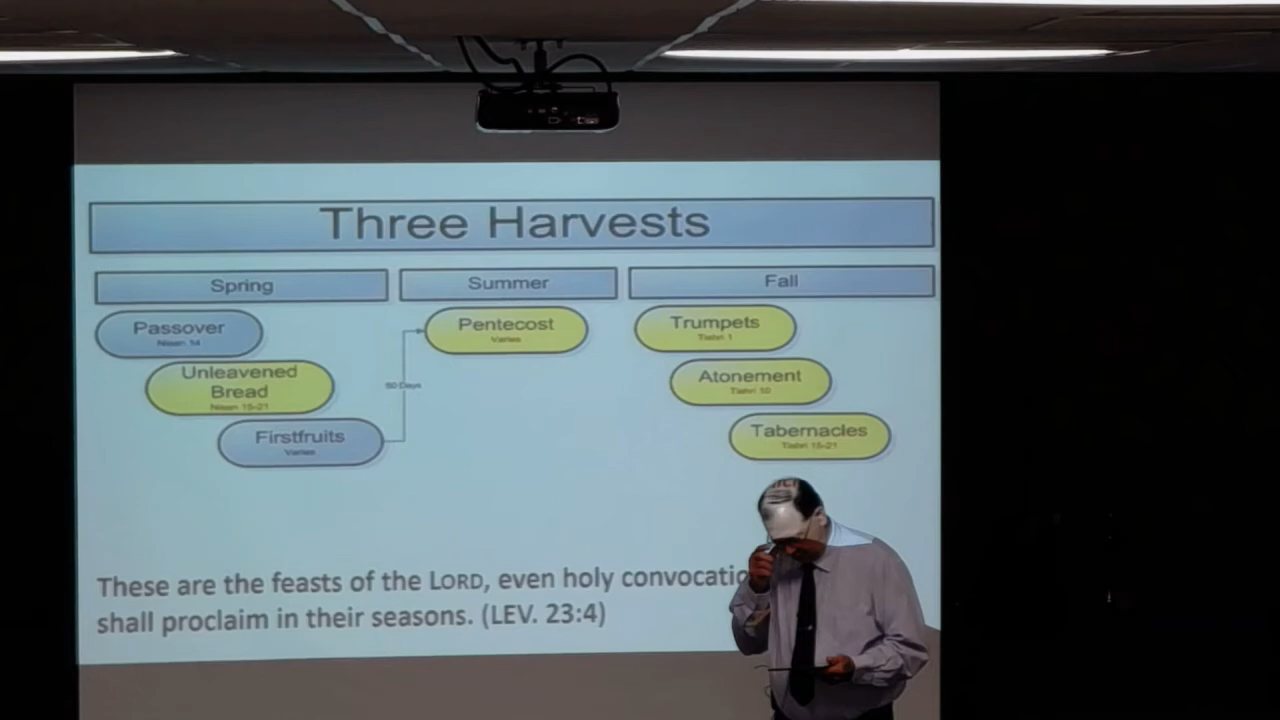 Three Harvests
Spring
Summer
Fall
Passover
Nisan 14
Unleavened
Bread
Nisan 15-21
Firstfruits
Varies
50 Days
Pentecost
Varies
Trumpets
Tishri 1
Atonement
Tishri 10
Tabernacles
Tishri 15-21
These are the feasts of the LORD, even holy convocatio
shall proclaim in their seasons. (LEV. 23:4)